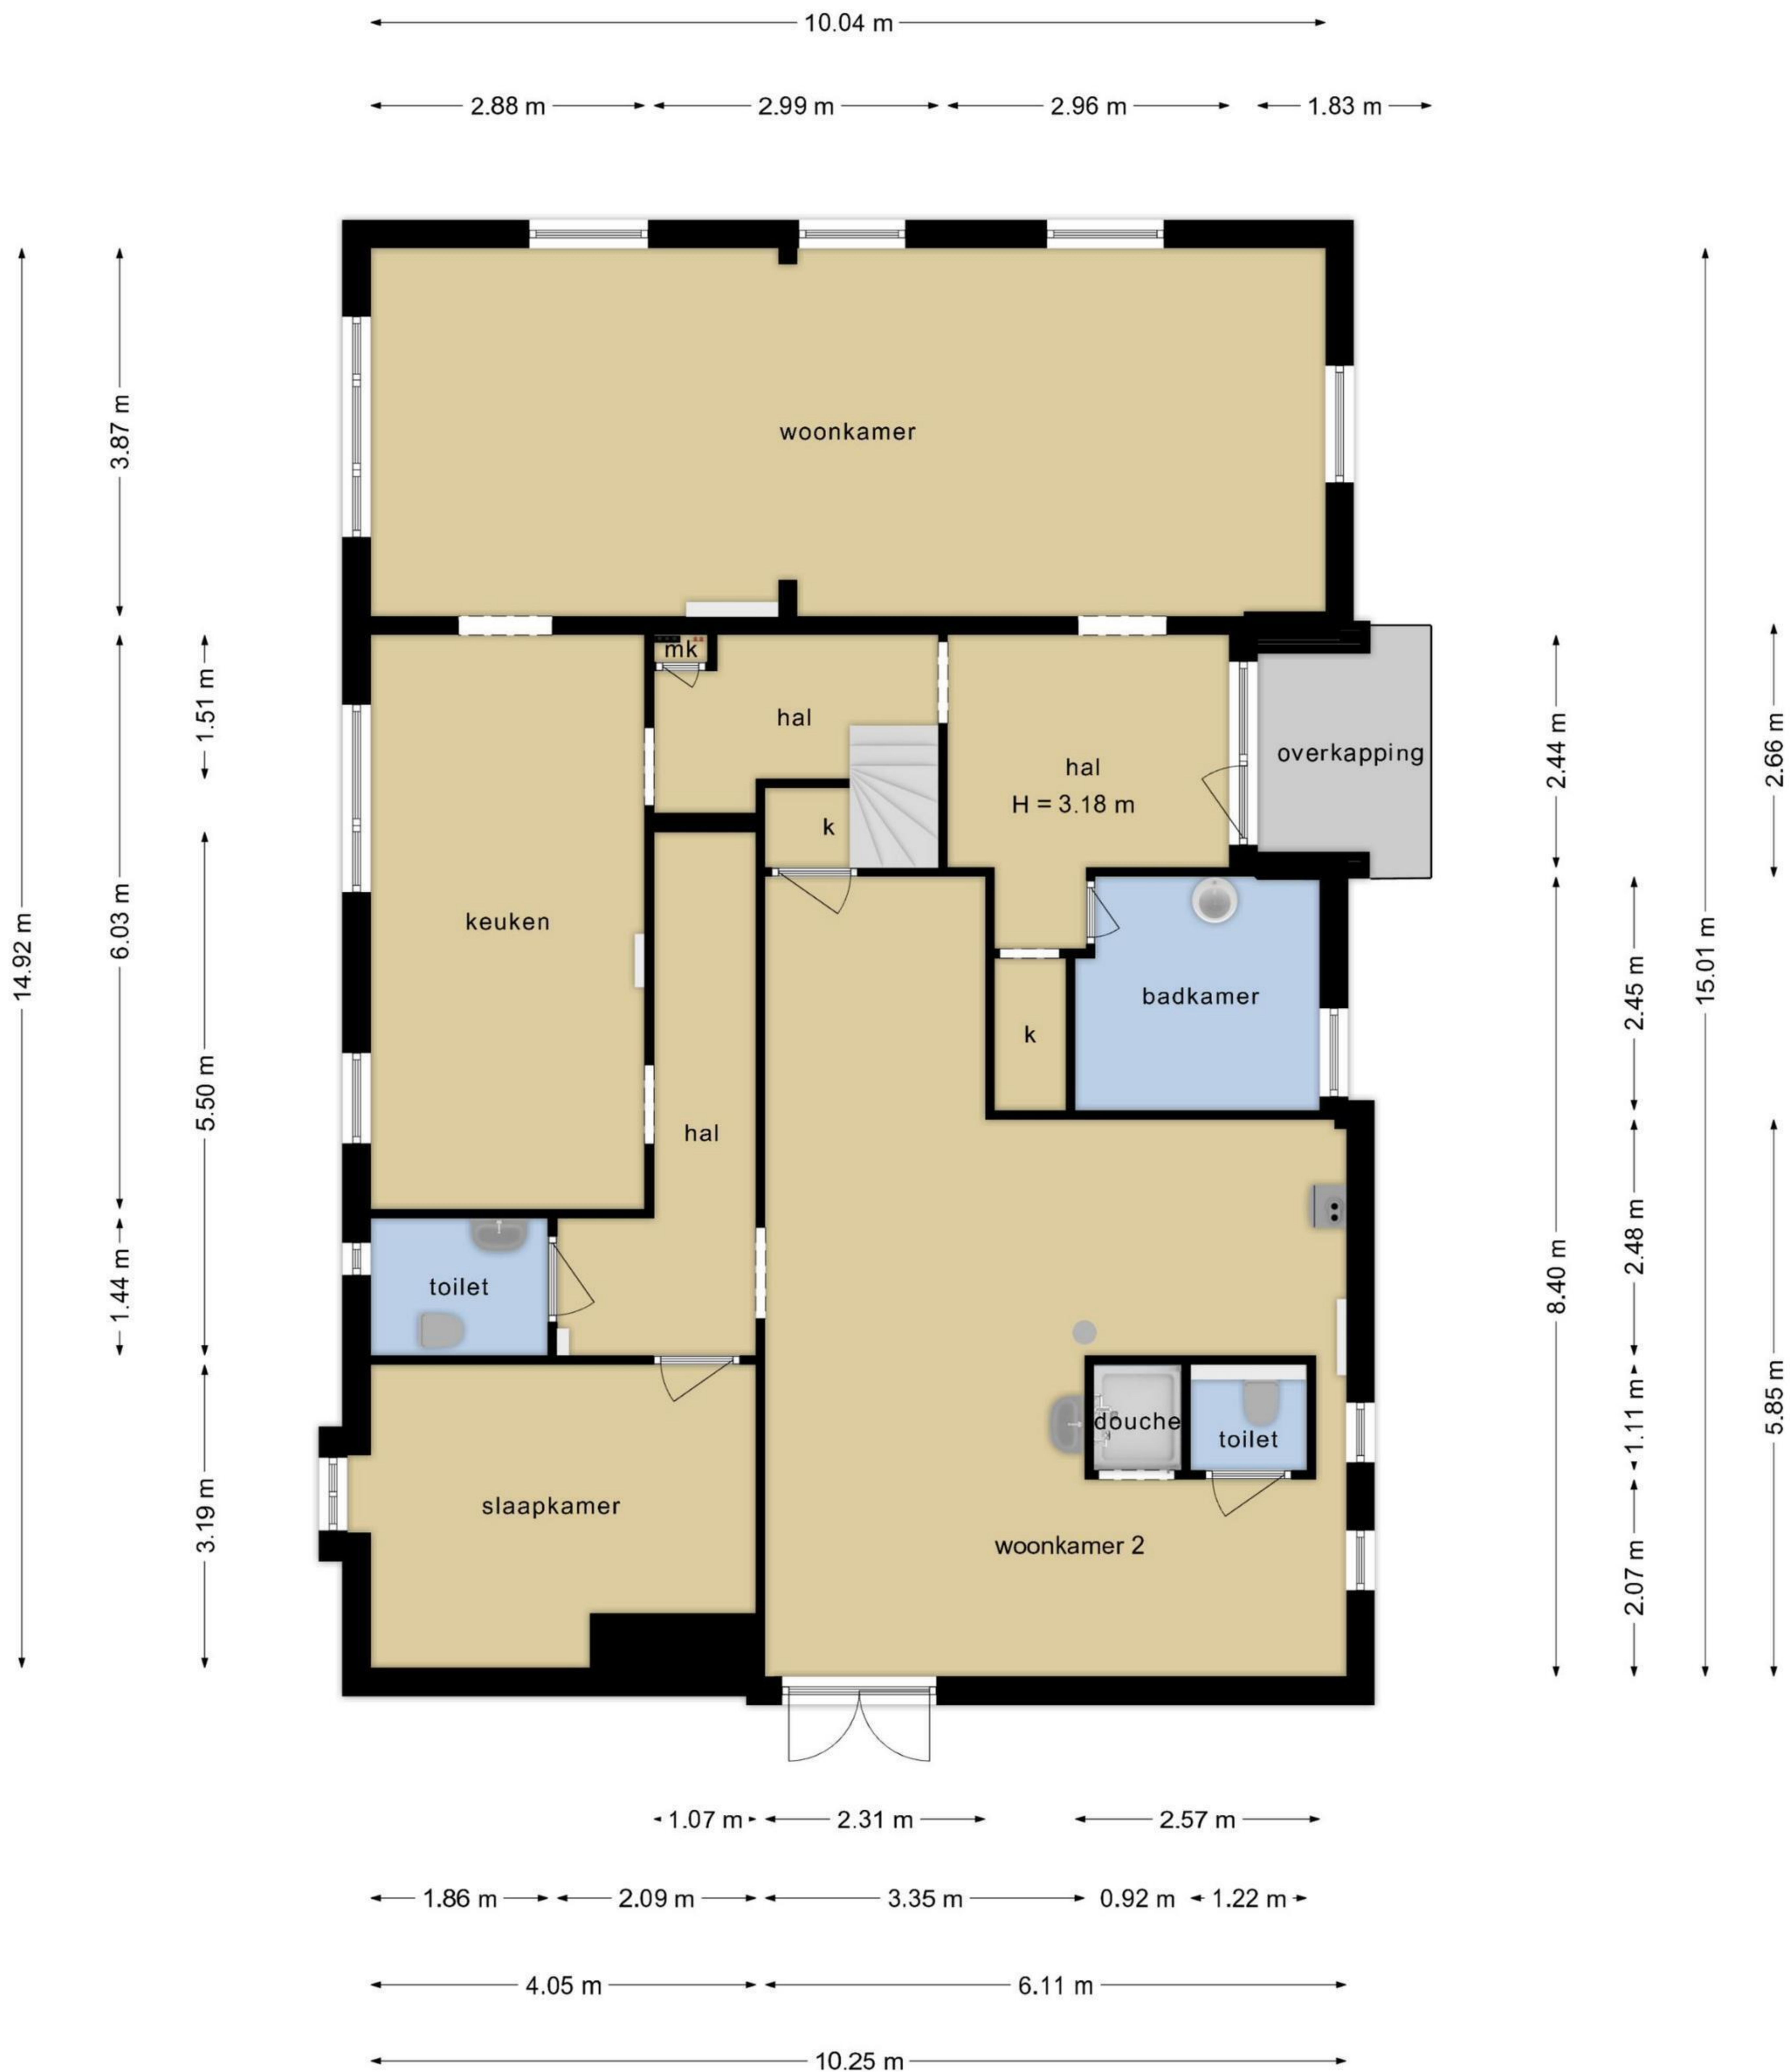 10.04 m
2.88 m
2.99 m
2.96 m
1.83 m
14.92 m
3.87 m
6.03 m
1.44 m
1.51 m
5.50 m
3.19 m
woonkamer
mk
hal
hal
H = 3.18 m
overkapping
k
keuken
badkamer
k
hal
toilet
douche
toilet
slaapkamer
woonkamer 2
2.44 m
8.40 m
2.45 m
2.48 m
1.11 m
2.07 m
15.01 m
2.66 m
5.85 m
1.07 m
2.31 m
2.57 m
1.86 m
2.09 m
3.35 m
0.92 m
1.22 m
4.05 m
6.11 m
10.25 m